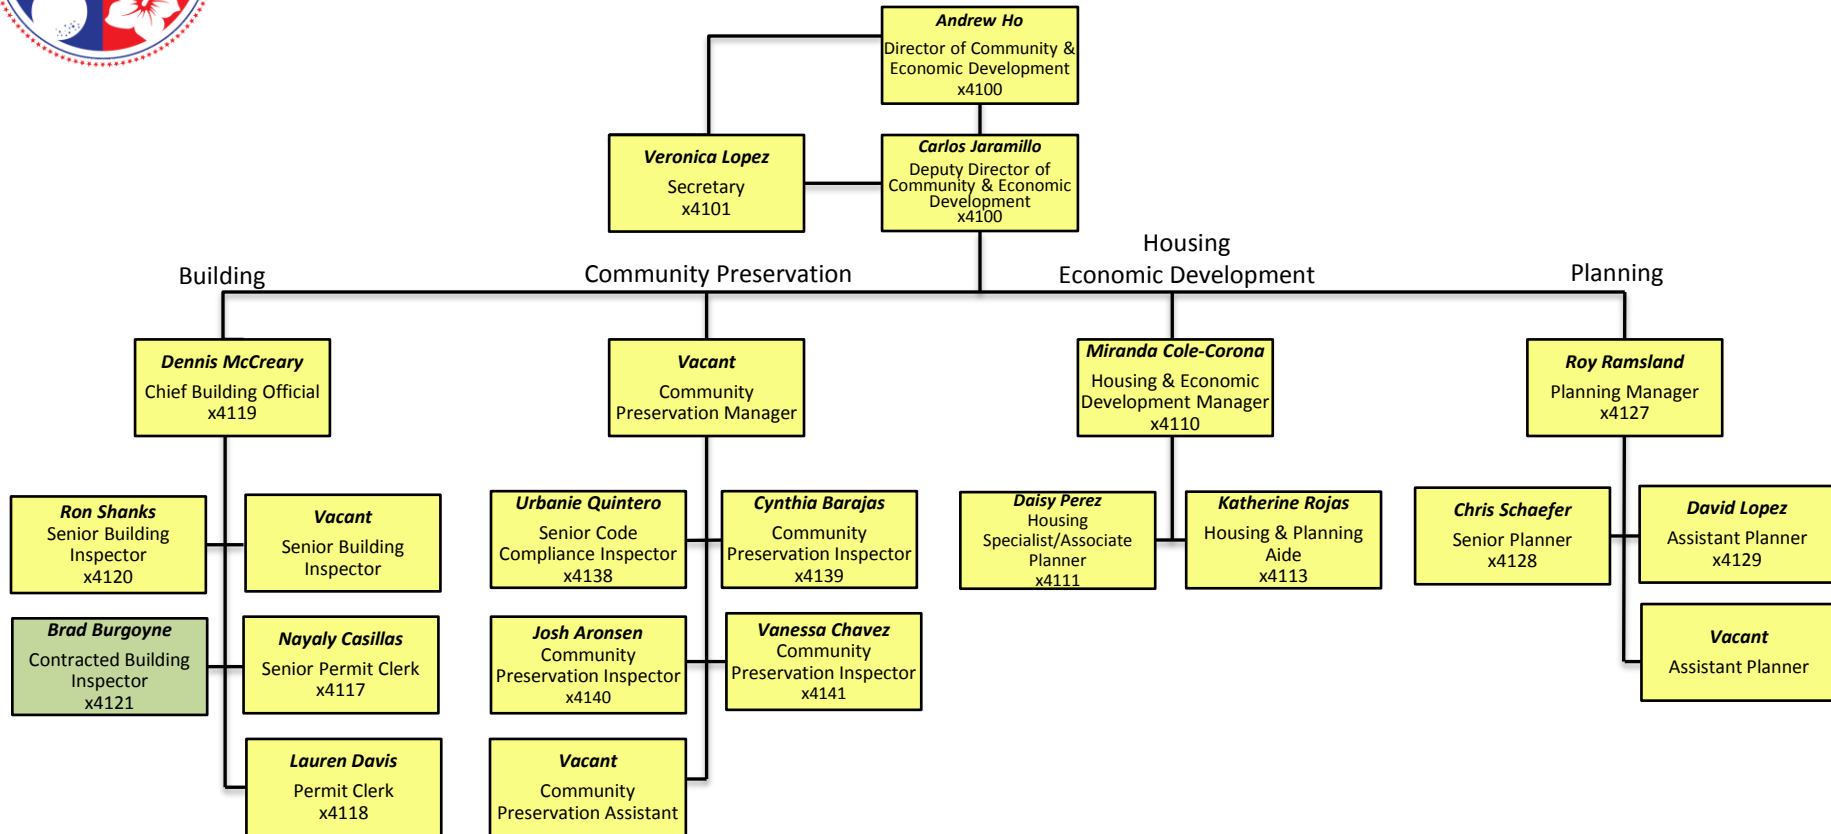 Andrew Ho
Director of Community &
Economic Development
x4100
Veronica Lopez
Secretary
x4101
Carlos Jaramillo
Deputy Director of
Community & Economic
Development
x4100
Building
Community Preservation
Housing
Economic Development
Planning
Dennis McCreary
Chief Building Official
x4119
Vacant
Community
Preservation Manager
Miranda Cole-Corona
Housing & Economic
Development Manager
x4110
Roy Ramsland
Planning Manager
x4127
Ron Shanks
Senior Building
Inspector
x4120
Vacant
Senior Building
Inspector
Urbanie Quintero
Senior Code
Compliance Inspector
x4138
Cynthia Barajas
Community
Preservation Inspector
x4139
Daisy Perez
Housing
Specialist/Associate
Planner
x4111
Katherine Rojas
Housing & Planning
Aide
x4113
Chris Schaefer
Senior Planner
x4128
David Lopez
Assistant Planner
x4129
Brad Burgoyne
Contracted Building
Inspector
x4121
Nayaly Casillas
Senior Permit Clerk
x4117
Josh Aronsen
Community
Preservation Inspector
x4140
Vanessa Chavez
Community
Preservation Inspector
x4141
Vacant
Assistant Planner
Lauren Davis
Permit Clerk
x4118
Vacant
Community
Preservation Assistant